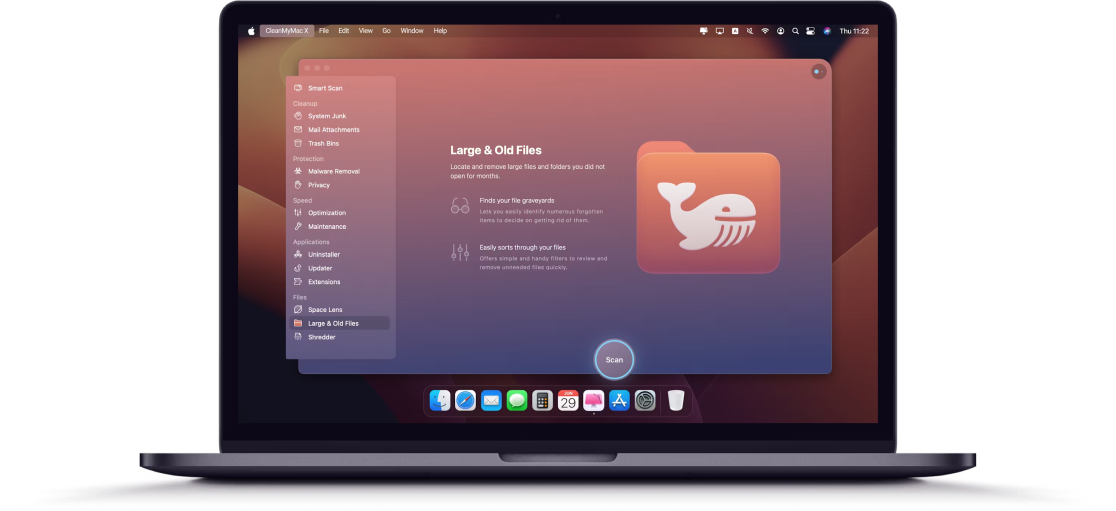 CleanMyMac X File Edit View Go Window Help
A
Thu 11:22
Smart Scan
Cleanup
System Junk
Mail Attachments
Trash Bins
Protection
Malware Removal
Privacy
Speed
Optimization
Maintenance
Applications
Uninstaller
Updater
Extensions
Files
Space Lens
Large & Old Files
Shredder
Large & Old Files
Locate and remove large files and folders you did not
open for months.
Finds your file graveyards
Lets you easily identify numerous forgotten
items to decide on getting rid of them.
Easily sorts through your files
Offers simple and handy filters to review and
remove unneeded files quickly.
Scan
JUN
29